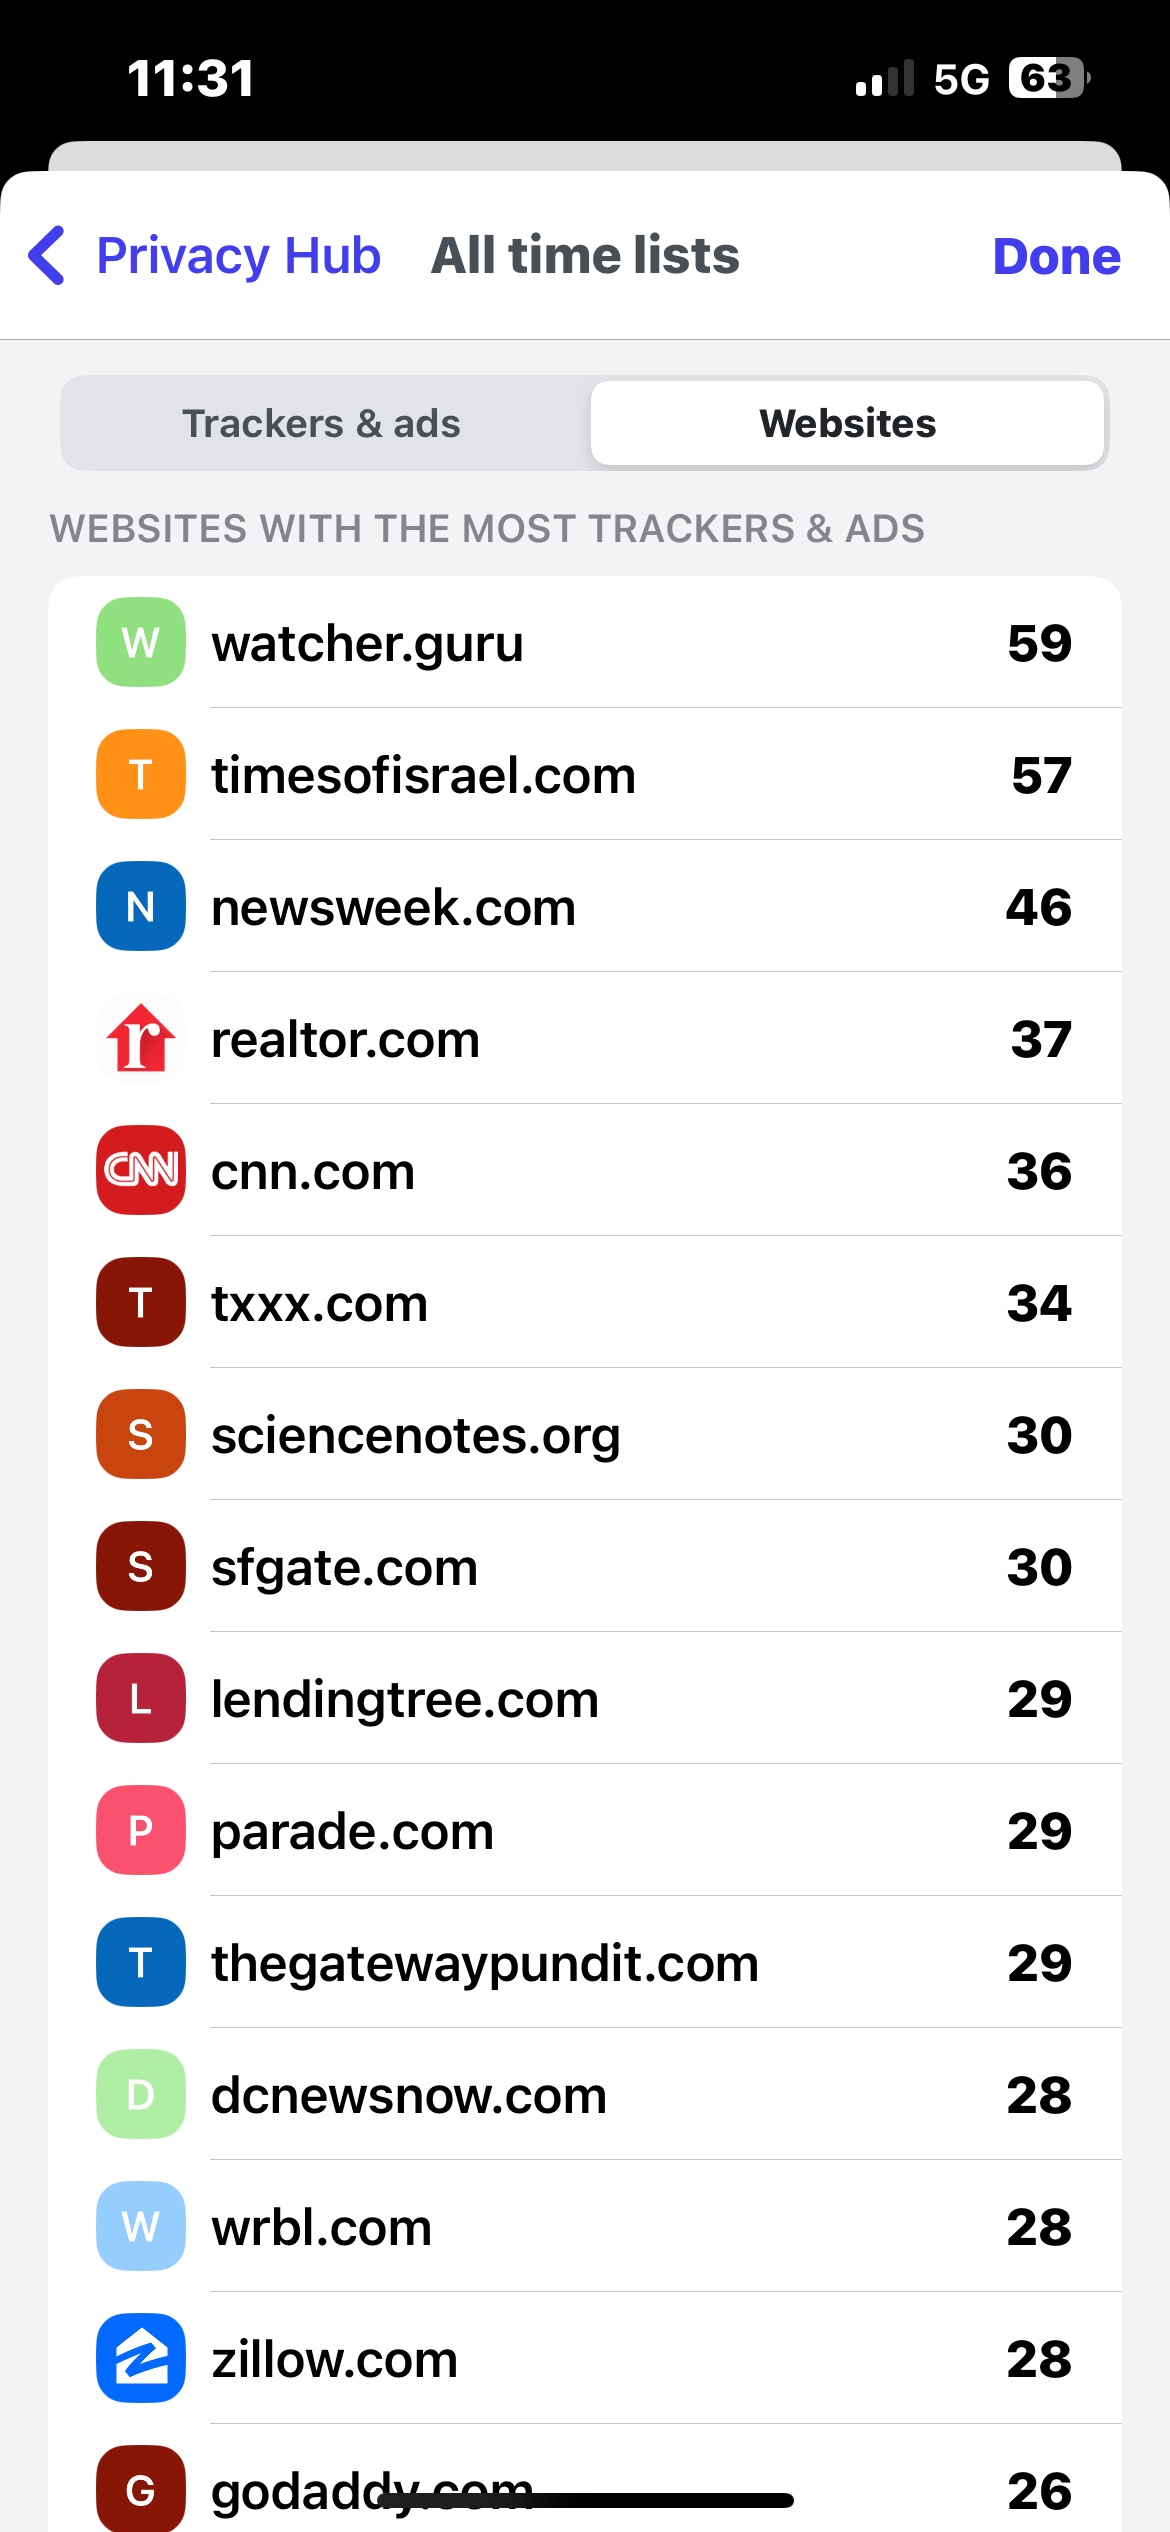 11:31 5G 63
Privacy Hub All time lists Done
Trackers & ads Websites
WEBSITES WITH THE MOST TRACKERS & ADS
W watcher.guru 59
T timesofisrael.com 57
N newsweek.com 46
r realtor.com 37
CNN cnn.com 36
T txxx.com 34
S sciencenotes.org 30
S sfgate.com 30
L lendingtree.com 29
P parade.com 29
T thegatewaypundit.com 29
D dcnewsnow.com 28
W wrbl.com 28
Z zillow.com 28
G godaddy.com 26